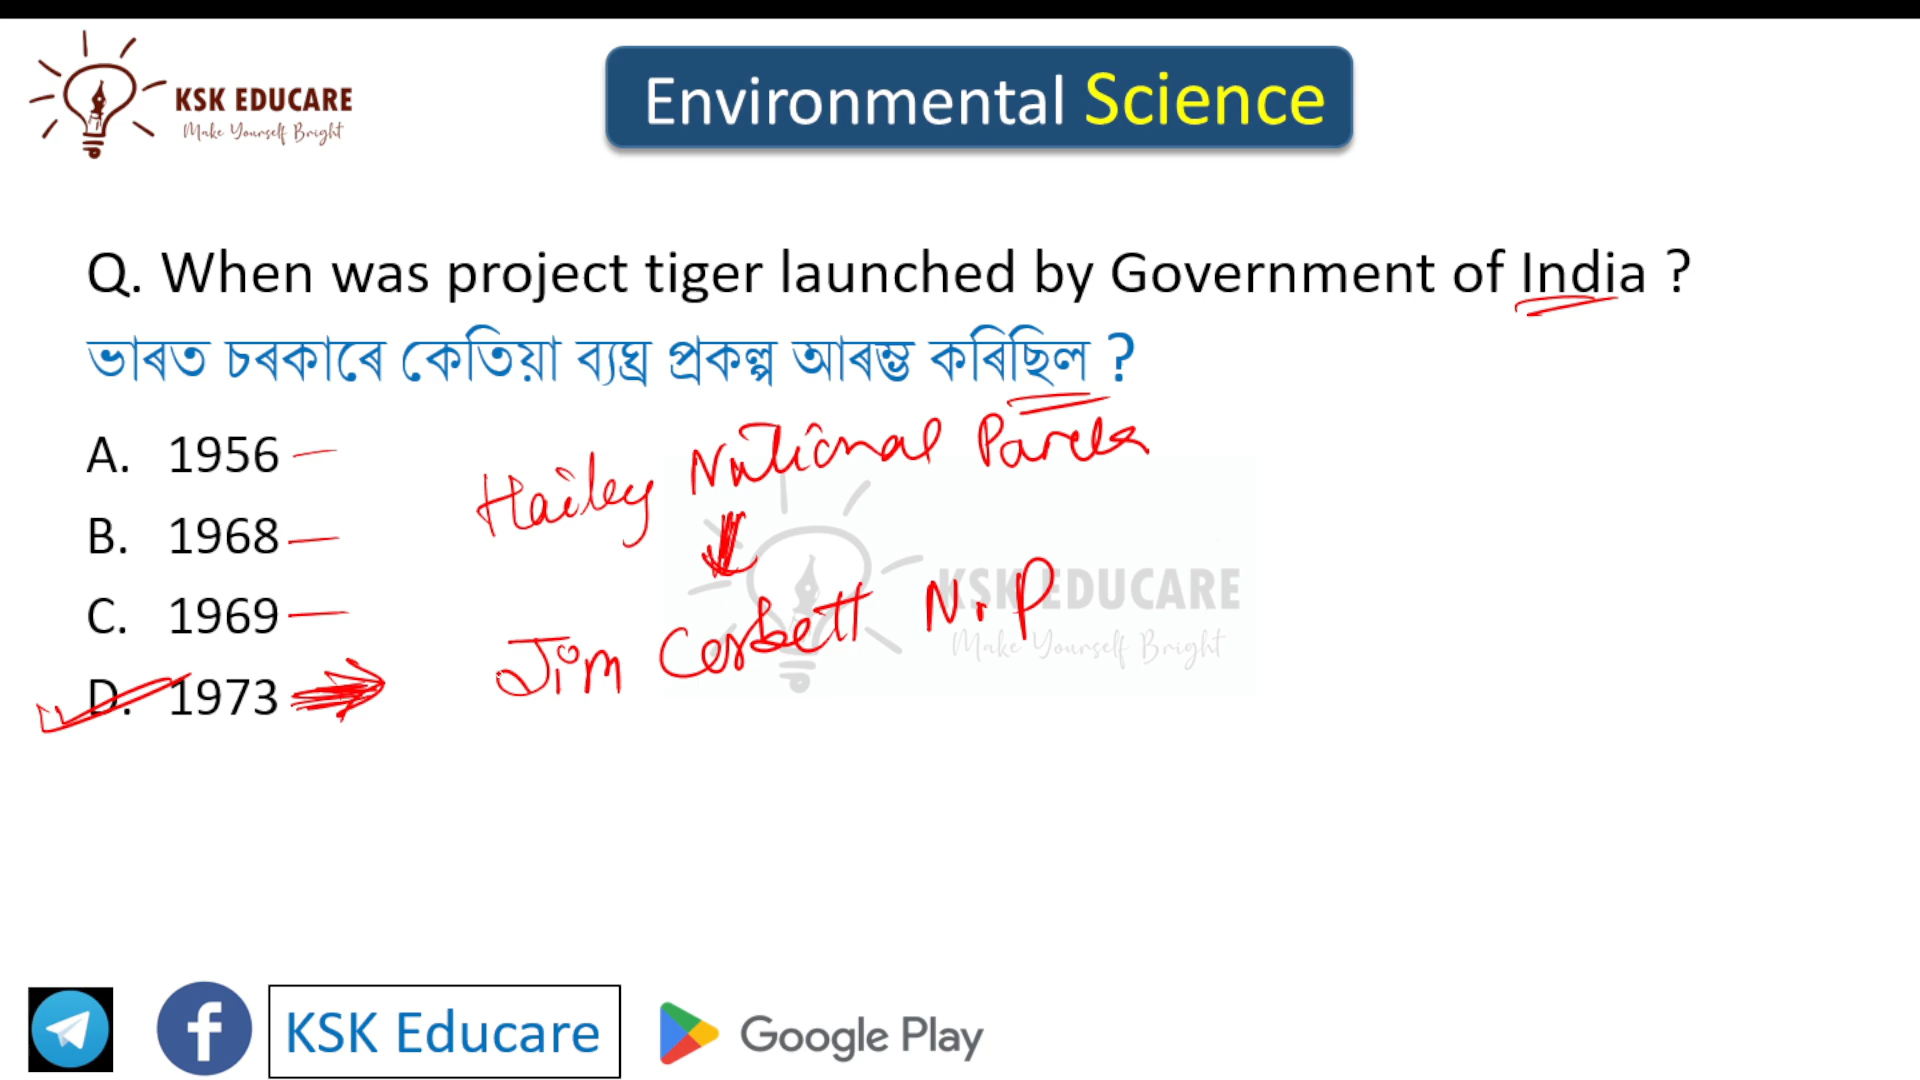 KSK EDUCARE
Make Yourself Bright
Environmental Science
Q. When was project tiger launched by Government of India ?
ভাৰত চৰকাৰে কেতিয়া ব্যঘ্ৰ প্ৰকল্প আৰম্ভ কৰিছিল ?
A. 1956
B. 1968
C. 1969
D. 1973
Hailey National Park
Jim Corbett N.P
KSK EDUCARE
Make Yourself Bright
KSK Educare
Google Play